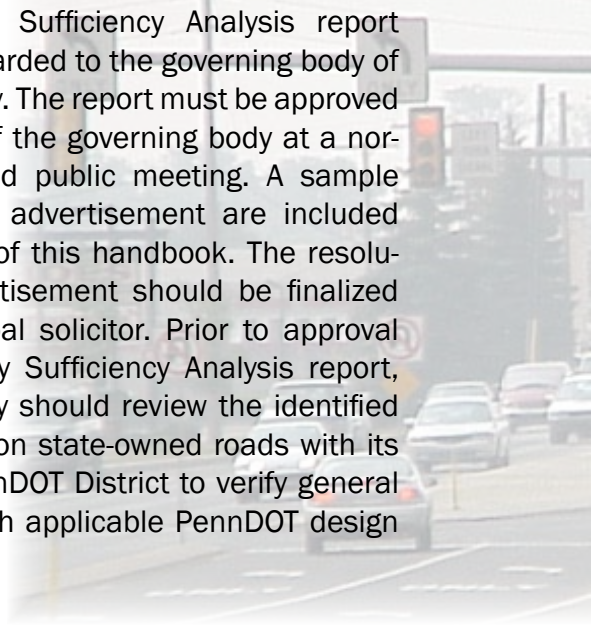 Sufficiency Analysis report
arded to the governing body of
. The report must be approved
f the governing body at a nor-
d public meeting. A sample
advertisement are included
of this handbook. The resolu-
tisement should be finalized
al solicitor. Prior to approval
y Sufficiency Analysis report,
y should review the identified
on state-owned roads with its
nDOT District to verify general
h applicable PennDOT design